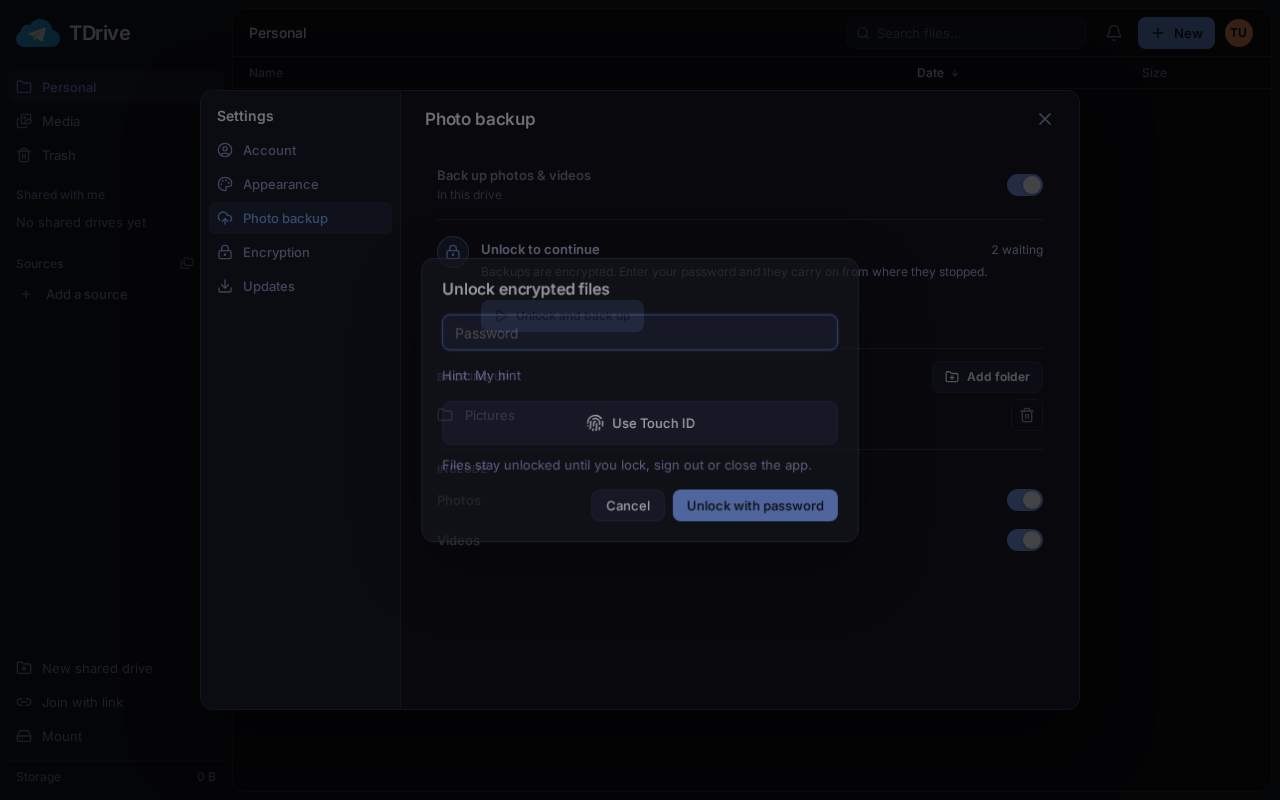 TDrive
Personal
Search files...
New
TU
Name
Date
Size
Personal
Media
Trash
Shared with me
No shared drives yet
Sources
Add a source
New shared drive
Join with link
Mount
Storage
0 B
Settings
Account
Appearance
Photo backup
Encryption
Updates
Photo backup
Back up photos & videos
In this drive
Unlock to continue
2 waiting
Backups are encrypted. Enter your password and they carry on from where they stopped.
Unlock and back up
Add folder
Pictures
Photos
Videos
Unlock encrypted files
Password
Hint: My hint
Use Touch ID
Files stay unlocked until you lock, sign out or close the app.
Cancel
Unlock with password